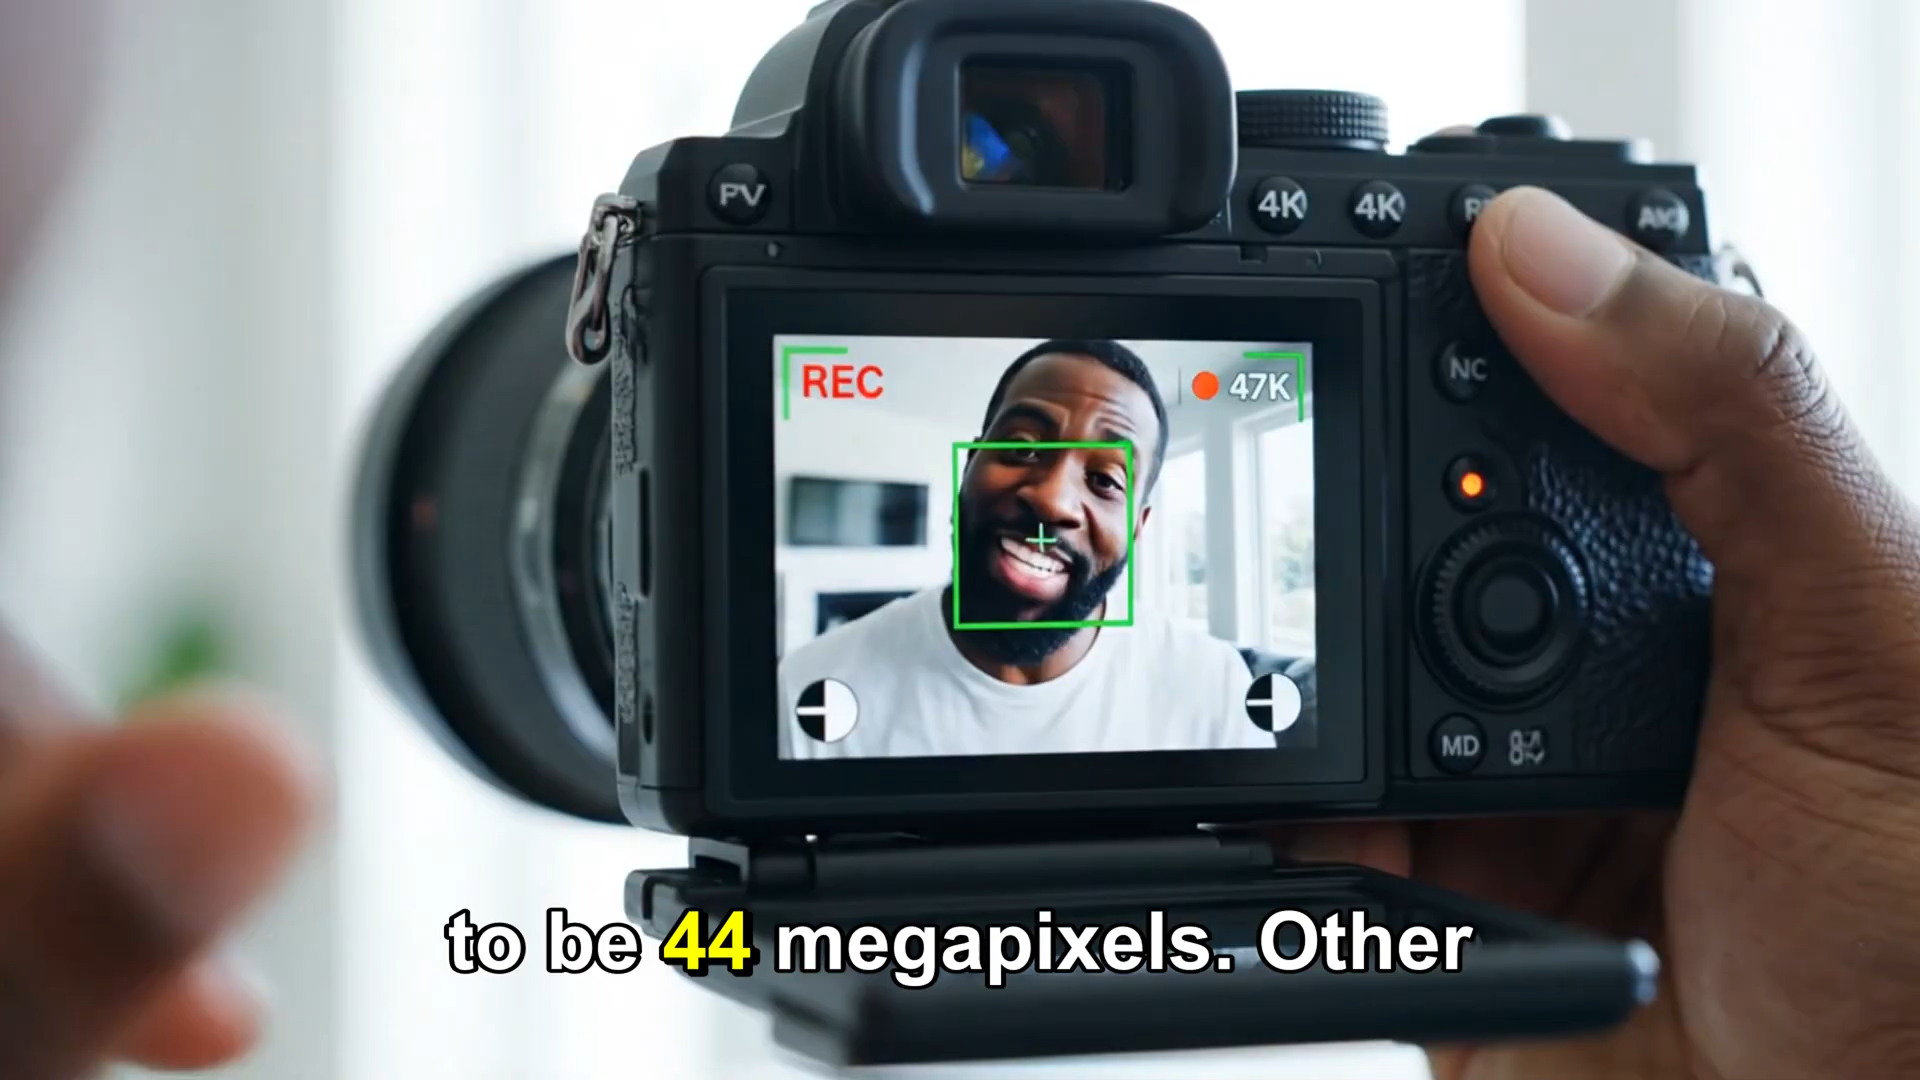 PV
4K 4K
REC
47K
NC
MD
to be 44 megapixels. Other